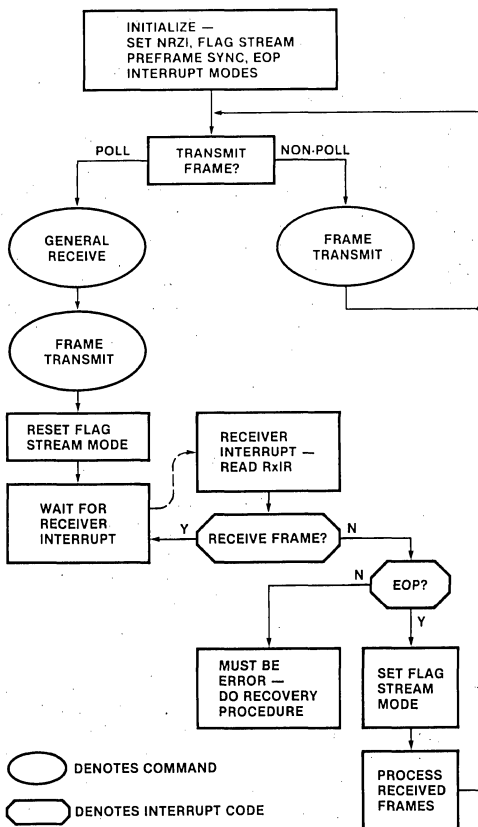 INITIALIZE —
SET NRZI, FLAG STREAM
PREFRAME SYNC, EOP
INTERRUPT MODES
POLL
TRANSMIT
FRAME?
NON-POLL
GENERAL
RECEIVE
FRAME
TRANSMIT
FRAME
TRANSMIT
RESET FLAG
STREAM MODE
RECEIVER
INTERRUPT —
READ RxIR
WAIT FOR
RECEIVER
INTERRUPT
Y
RECEIVE FRAME?
N
N
EOP?
Y
MUST BE
ERROR —
DO RECOVERY
PROCEDURE
SET FLAG
STREAM
MODE
PROCESS
RECEIVED
FRAMES
DENOTES COMMAND
DENOTES INTERRUPT CODE